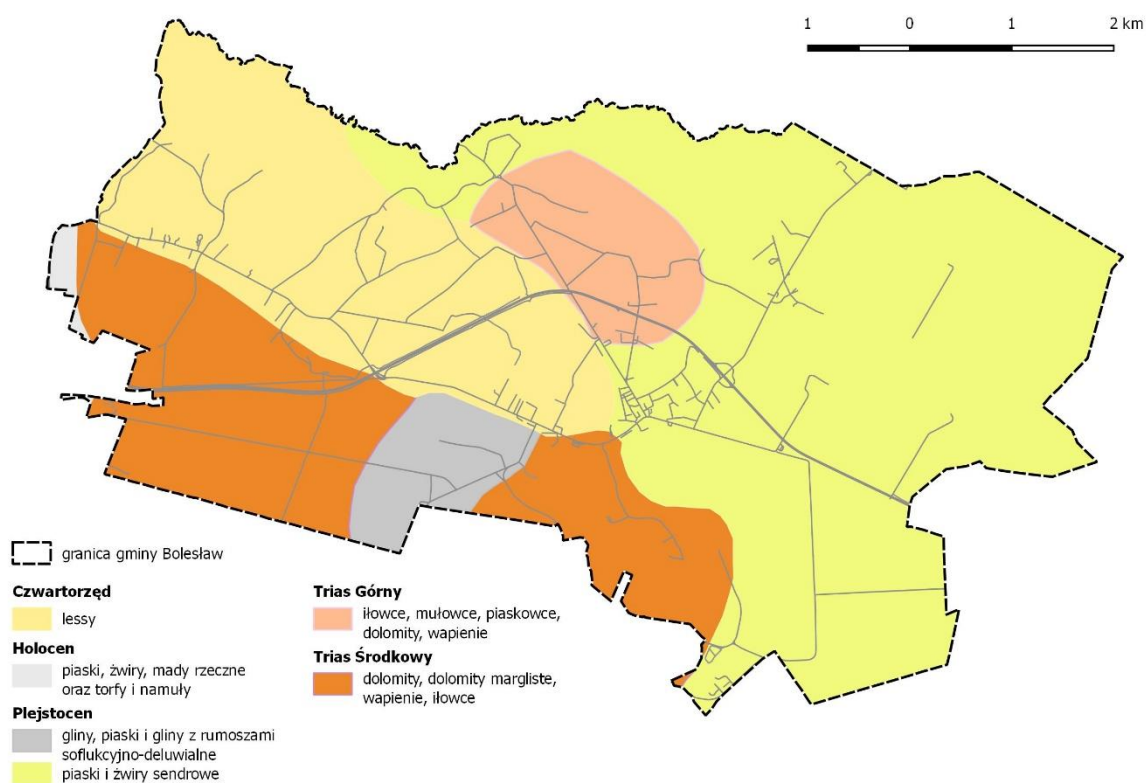 1 0 1 2 km
granica gminy Bolesław
Czwartorzęd
lessy
Holocen
piaski, żwiry, mady rzeczne
oraz torfy i namuły
Plejstocen
gliny, piaski i gliny z rumoszami
soflukcyjno-deluwialne
piaski i żwiry sendrowe
Trias Górny
iłowce, mułowce, piaskowce,
dolomity, wapienie
Trias Środkowy
dolomity, dolomity margliste,
wapienie, iłowce